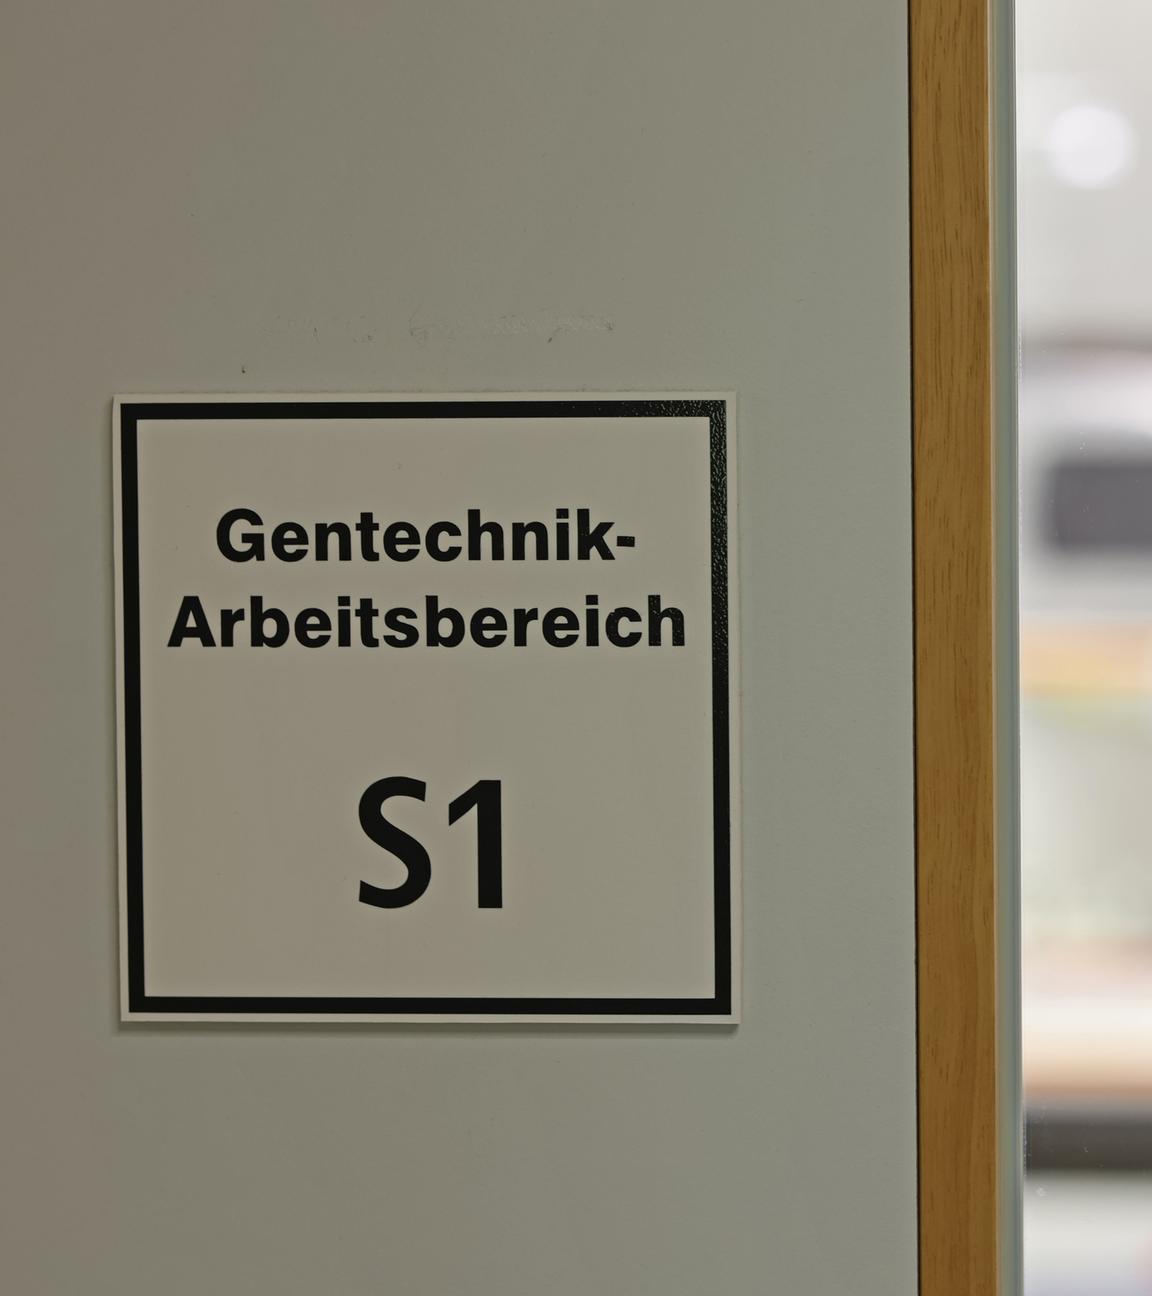 Gentechnik-
Arbeitsbereich
S1